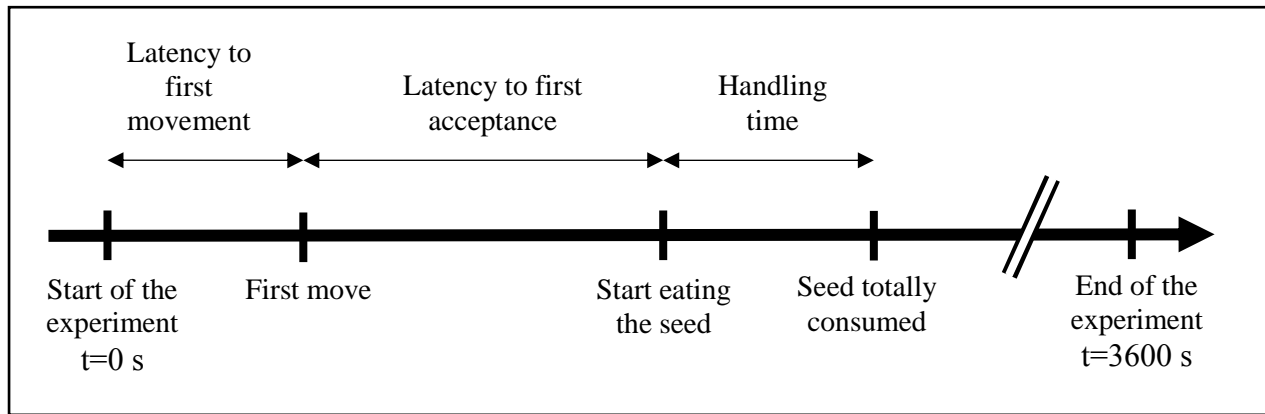 Latency to
first
movement
Latency to first
acceptance
Handling
time
Start of the
experiment
t=0 s
First move
Start eating
the seed
Seed totally
consumed
End of the
experiment
t=3600 s